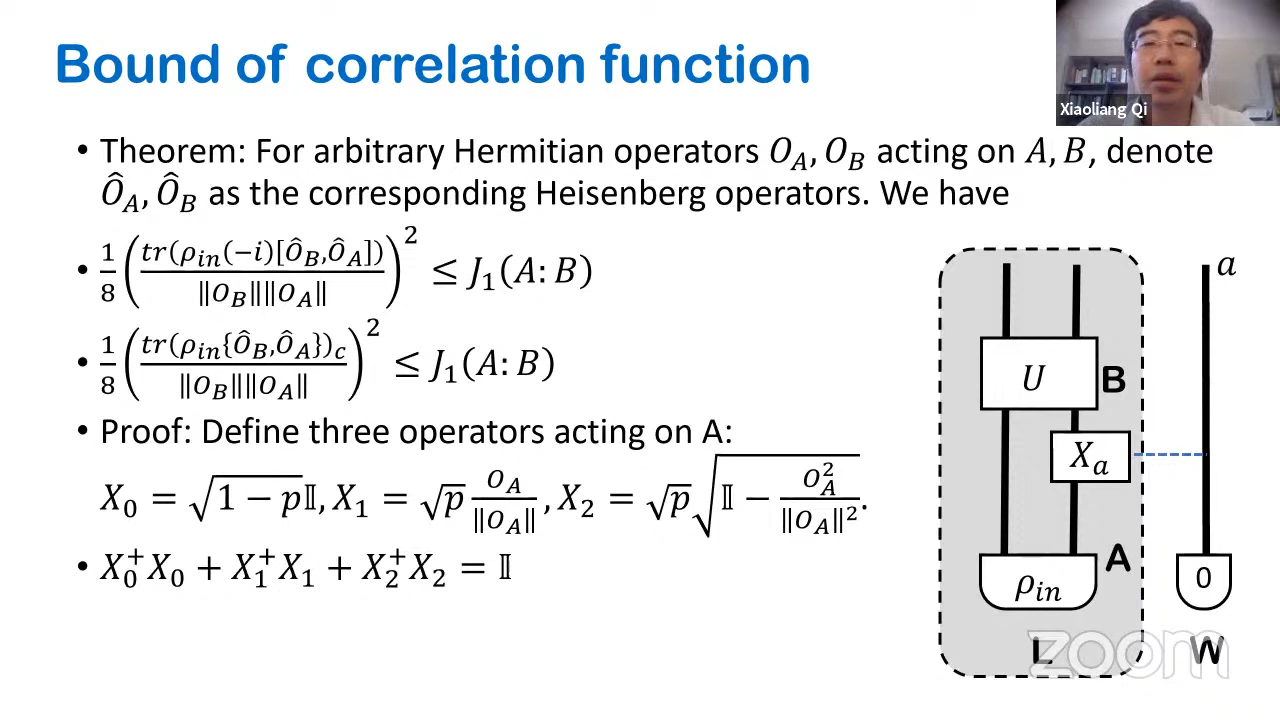 Bound of correlation function
Xiaoliang Qi
• Theorem: For arbitrary Hermitian operators O_A, O_B acting on A, B, denote
Ô_A, Ô_B as the corresponding Heisenberg operators. We have
• 1/8 (tr(ρ_in(−i)[Ô_B,Ô_A]) / ‖O_B‖‖O_A‖)^2 ≤ J_1(A:B)
• 1/8 (tr(ρ_in{Ô_B,Ô_A})_c / ‖O_B‖‖O_A‖)^2 ≤ J_1(A:B)
• Proof: Define three operators acting on A:
X_0 = √(1 − p)𝕀, X_1 = √p O_A/‖O_A‖, X_2 = √p √(𝕀 − O_A^2/‖O_A‖^2).
• X_0^+X_0 + X_1^+X_1 + X_2^+X_2 = 𝕀
a
U
B
X_a
A
ρ_in
0
L
W
zoom